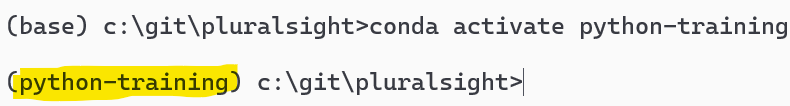 (base) c:\git\pluralsight>conda activate python-training
(python-training) c:\git\pluralsight>